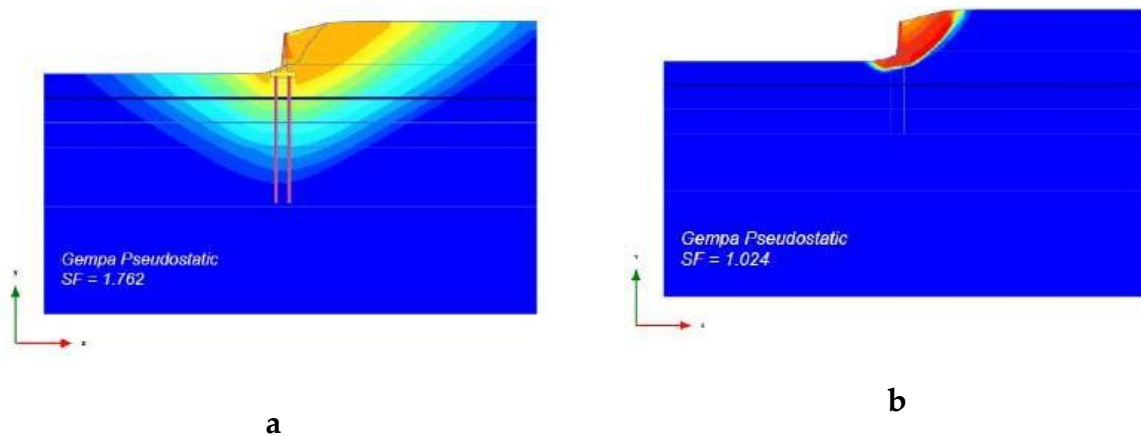 Gempa Pseudostatic
SF = 1.762
Gempa Pseudostatic
SF = 1.024
a
b